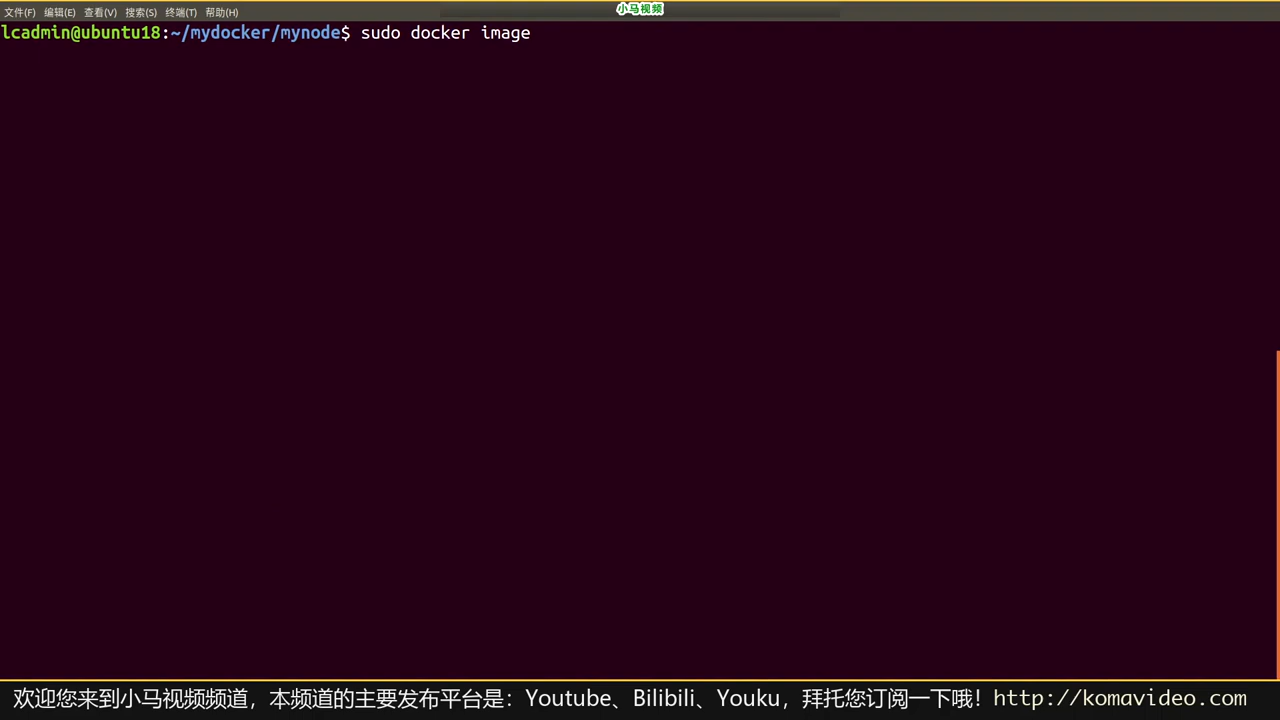 小马视频
文件(F) 编辑(E) 查看(V) 搜索(S) 终端(T) 帮助(H)
lcadmin@ubuntu18:~/mydocker/mynode$ sudo docker image
欢迎您来到小马视频频道，本频道的主要发布平台是：Youtube、Bilibili、Youku，拜托您订阅一下哦！http://komavideo.com